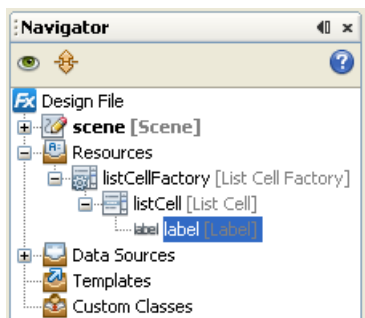 Navigator
Fx Design File
scene [Scene]
Resources
listCellFactory [List Cell Factory]
listCell [List Cell]
label label [Label]
Data Sources
Templates
Custom Classes